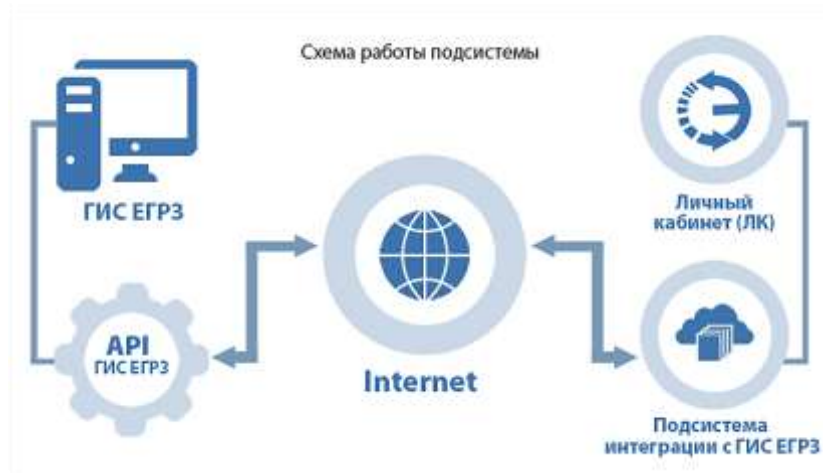 Схема работы подсистемы
ГИС ЕГРЗ
Личный
кабинет (ЛК)
API
ГИС ЕГРЗ
Internet
Подсистема
интеграции с ГИС ЕГРЗ